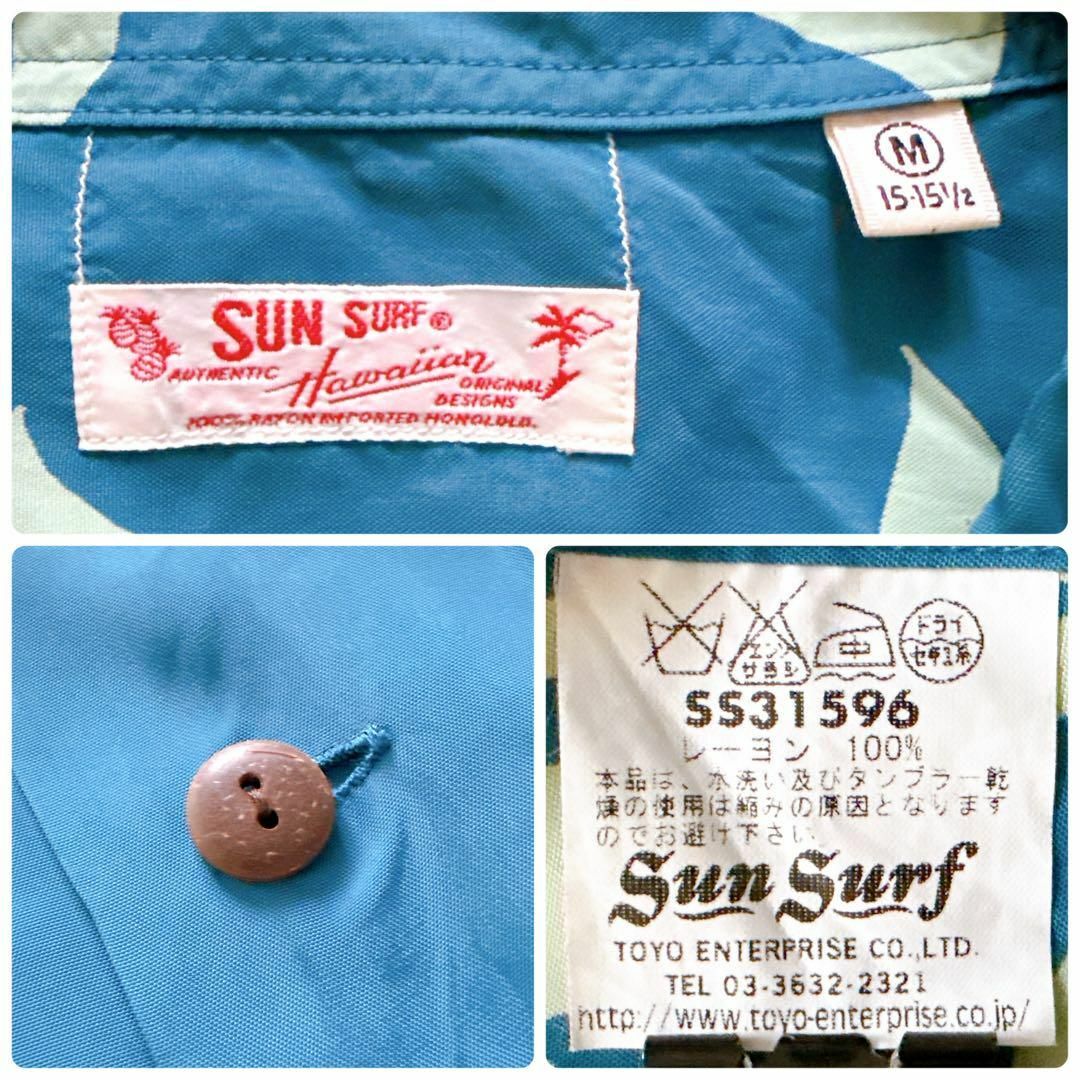 M
15-15½
SUN SURF®
AUTHENTIC Hawaiian ORIGINAL
DESIGNS
100% RAYON IMPORTED HONOLULU.
エンソ
サラシ
中
ドライ
セキユ系
SS31596
レーヨン 100%
本品は、水洗い及びタンブラー乾
燥の使用は縮みの原因となります
のでお避け下さい
Sun Surf
TOYO ENTERPRISE CO.,LTD.
TEL 03-3632-2321
http://www.toyo-enterprise.co.jp/